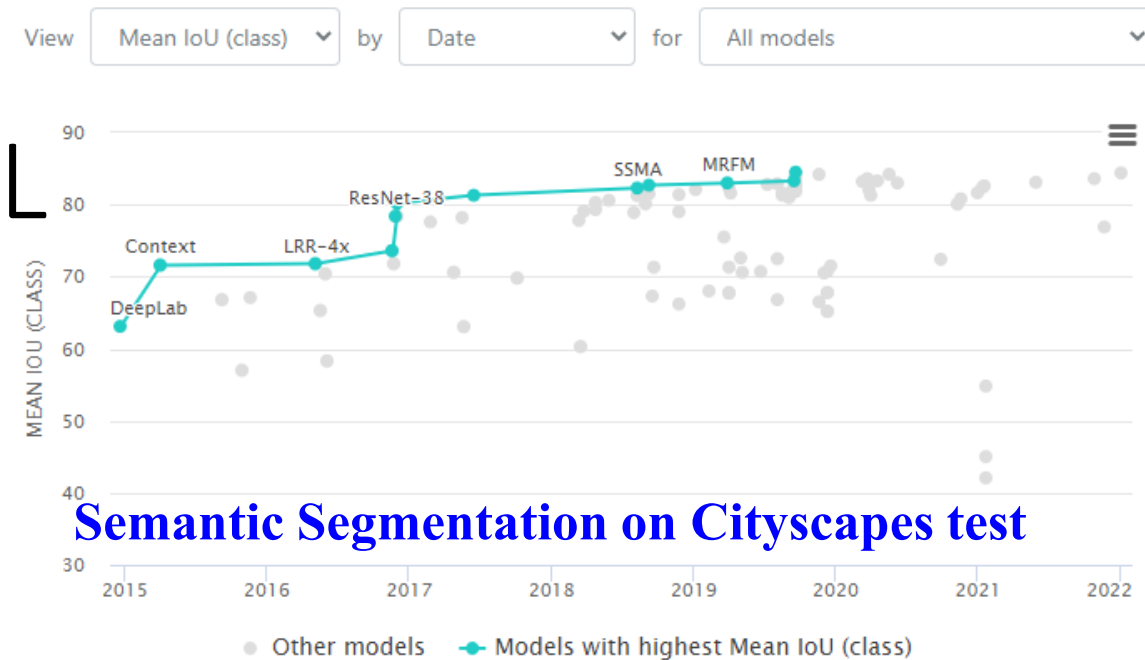 View Mean IoU (class) by Date for All models
90
80
70
60
50
40
30
MEAN IOU (CLASS)
DeepLab
Context
LRR-4x
ResNet-38
SSMA
MRFM
Semantic Segmentation on Cityscapes test
2015 2016 2017 2018 2019 2020 2021 2022
Other models Models with highest Mean IoU (class)